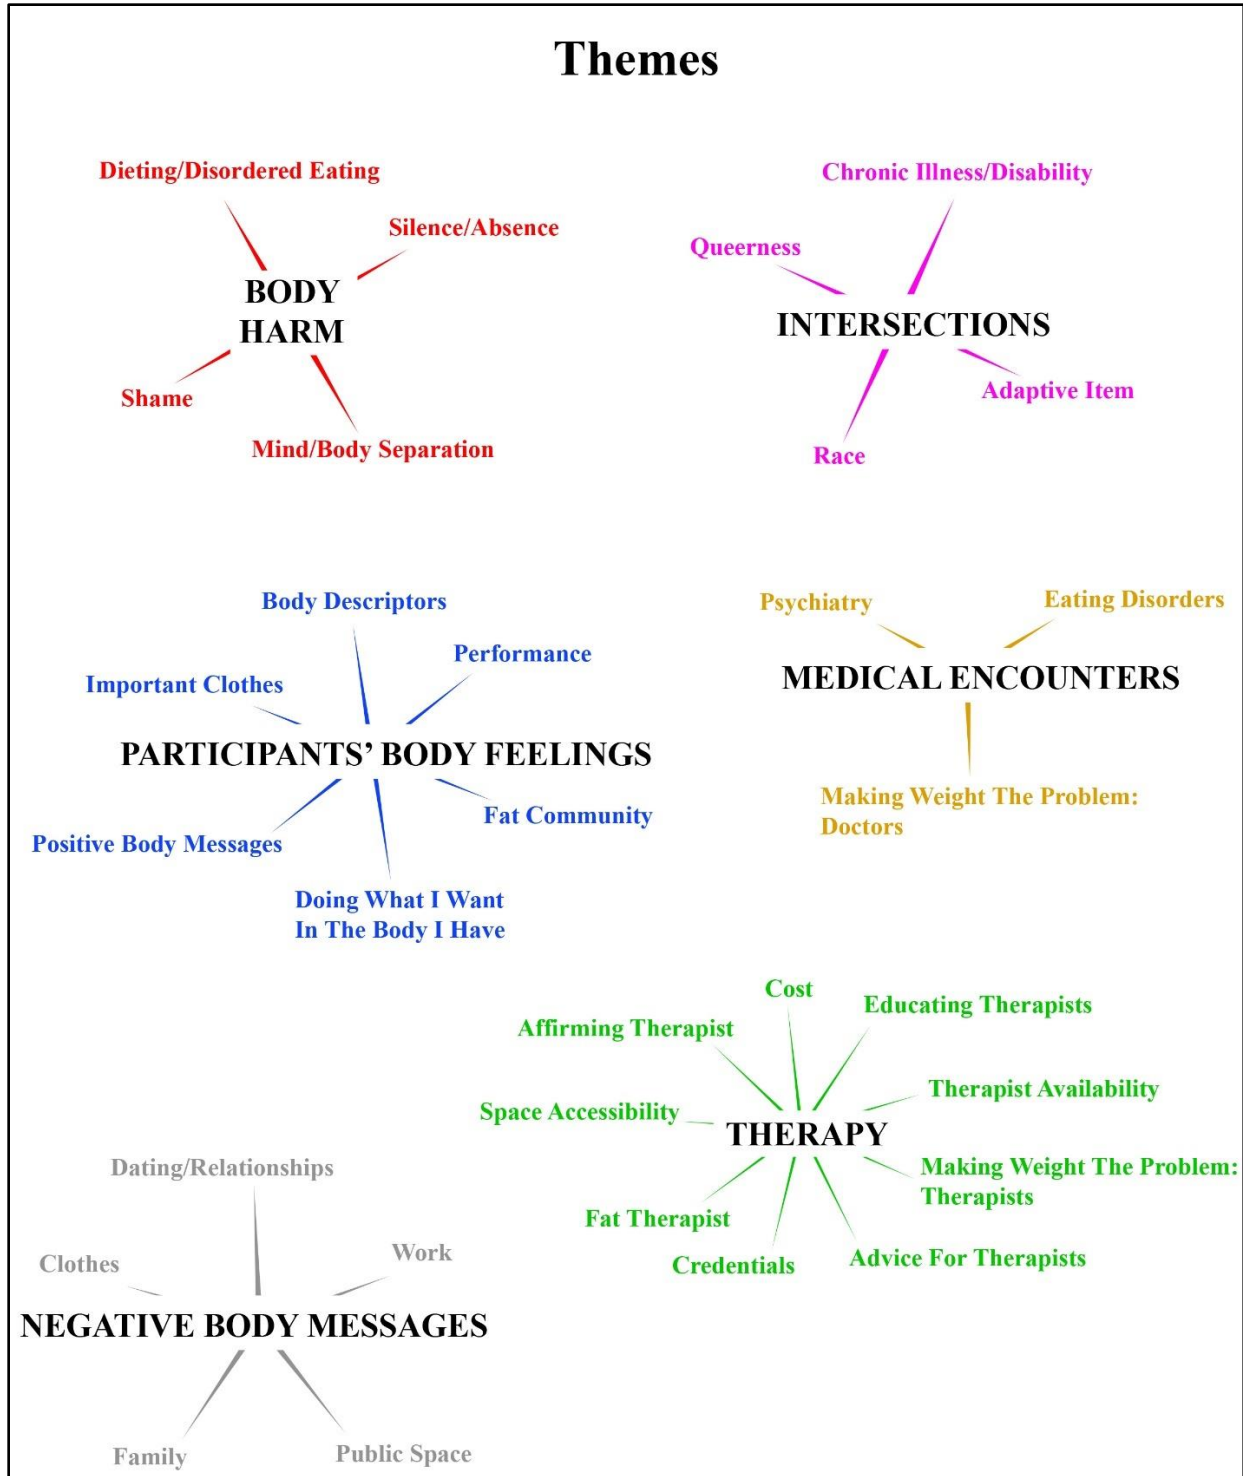 Themes
Dieting/Disordered Eating
Silence/Absence
BODY
HARM
Shame
Mind/Body Separation
Chronic Illness/Disability
Queerness
INTERSECTIONS
Adaptive Item
Race
Body Descriptors
Performance
Important Clothes
PARTICIPANTS’ BODY FEELINGS
Fat Community
Positive Body Messages
Doing What I Want
In The Body I Have
Psychiatry
Eating Disorders
MEDICAL ENCOUNTERS
Making Weight The Problem:
Doctors
Cost
Educating Therapists
Affirming Therapist
Therapist Availability
Space Accessibility
THERAPY
Making Weight The Problem:
Therapists
Fat Therapist
Credentials
Advice For Therapists
Dating/Relationships
Work
Clothes
NEGATIVE BODY MESSAGES
Family
Public Space